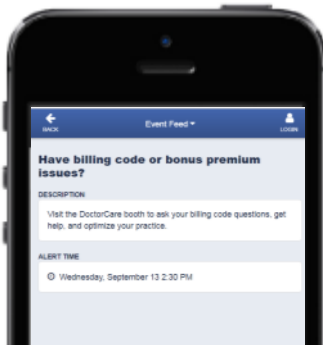 BACK
Event Feed
LOGIN
Have billing code or bonus premium
issues?
DESCRIPTION
Visit the DoctorCare booth to ask your billing code questions, get
help, and optimize your practice.
ALERT TIME
Wednesday, September 13 2:30 PM